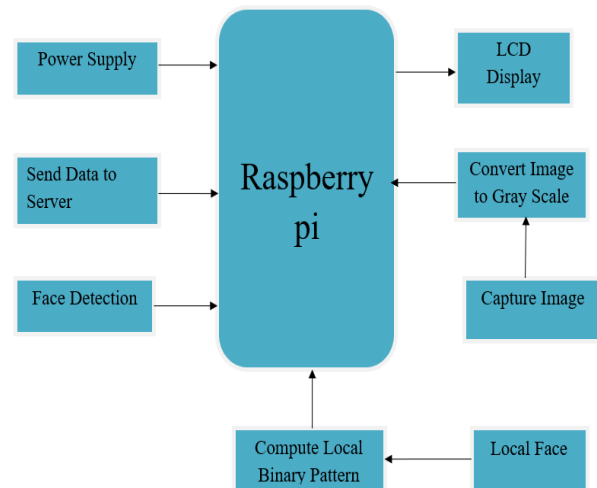 Power Supply
LCD
Display
Send Data to
Server
Raspberry
pi
Convert Image
to Gray Scale
Face Detection
Capture Image
Compute Local
Binary Pattern
Local Face